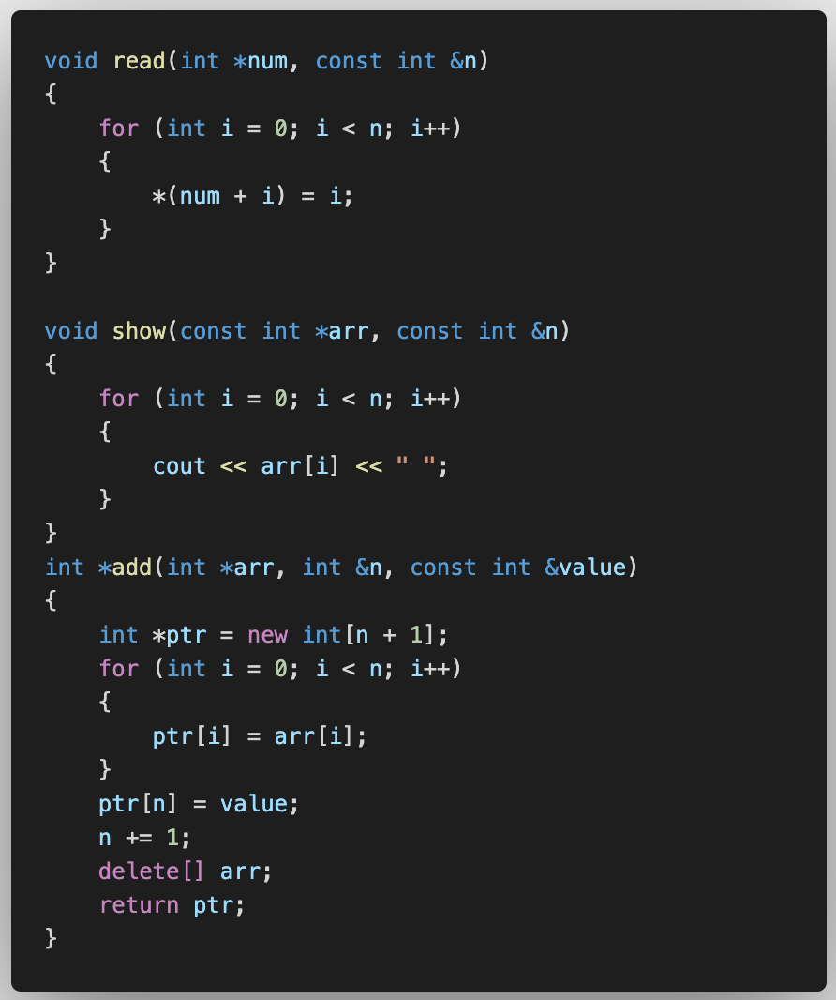 void read(int *num, const int &n)
{
    for (int i = 0; i < n; i++)
    {
        *(num + i) = i;
    }
}

void show(const int *arr, const int &n)
{
    for (int i = 0; i < n; i++)
    {
        cout << arr[i] << " ";
    }
}
int *add(int *arr, int &n, const int &value)
{
    int *ptr = new int[n + 1];
    for (int i = 0; i < n; i++)
    {
        ptr[i] = arr[i];
    }
    ptr[n] = value;
    n += 1;
    delete[] arr;
    return ptr;
}